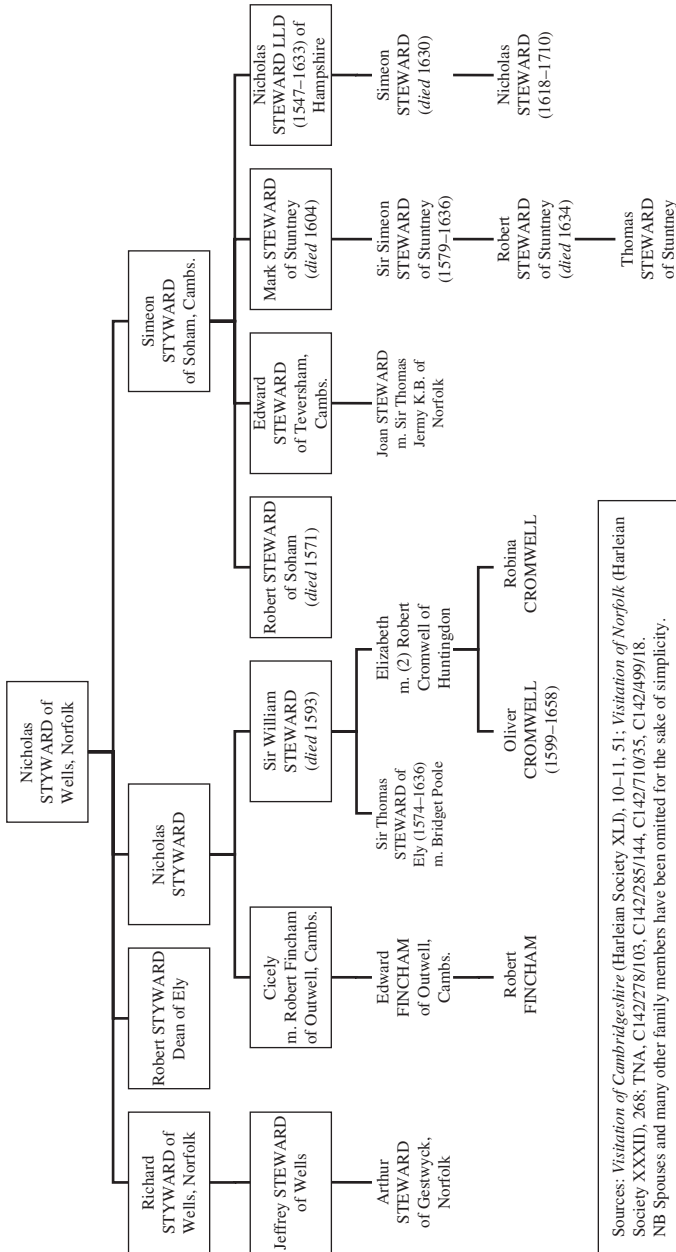 Nicholas
STYWARD of
Wells, Norfolk
Richard
STYWARD of
Wells, Norfolk
Robert STYWARD
Dean of Ely
Nicholas
STYWARD
Simeon
STYWARD
of Soham, Cambs.
Jeffrey STEWARD
of Wells
Cicely
m. Robert Fincham
of Outwell, Cambs.
Sir William
STEWARD
(died 1593)
Robert STEWARD
of Soham
(died 1571)
Edward
STEWARD
of Teversham,
Cambs.
Mark STEWARD
of Stuntney
(died 1604)
Nicholas
STEWARD LLD
(1547–1633) of
Hampshire
Arthur
STEWARD
of Gestwyck,
Norfolk
Edward
FINCHAM
of Outwell,
Cambs.
Sir Thomas
STEWARD of
Ely (1574–1636)
m. Bridget Poole
Elizabeth
m. (2) Robert
Cromwell of
Huntingdon
Joan STEWARD
m. Sir Thomas
Jermy K.B. of
Norfolk
Sir Simeon
STEWARD
of Stuntney
(1579–1636)
Simeon
STEWARD
(died 1630)
Robert
FINCHAM
Oliver
CROMWELL
(1599–1658)
Robina
CROMWELL
Robert
STEWARD
of Stuntney
(died 1634)
Nicholas
STEWARD
(1618–1710)
Thomas
STEWARD
of Stuntney
Sources: Visitation of Cambridgeshire (Harleian Society XLI), 10–11, 51; Visitation of Norfolk (Harleian
Society XXXII), 268; TNA, C142/278/103, C142/285/144, C142/710/35, C142/499/18.
NB Spouses and many other family members have been omitted for the sake of simplicity.